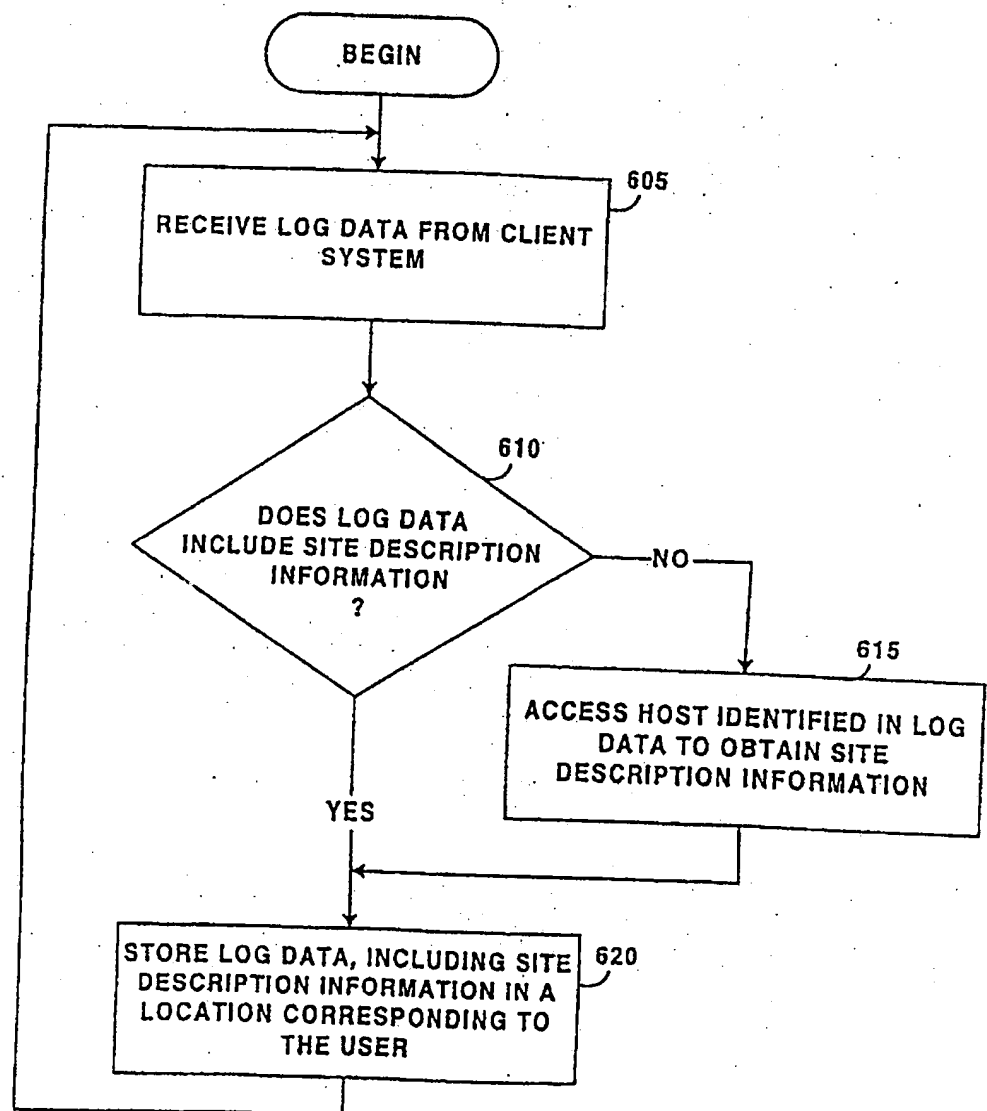 BEGIN
605
RECEIVE LOG DATA FROM CLIENT
SYSTEM
610
DOES LOG DATA
INCLUDE SITE DESCRIPTION
INFORMATION
?
NO
615
ACCESS HOST IDENTIFIED IN LOG
DATA TO OBTAIN SITE
DESCRIPTION INFORMATION
YES
620
STORE LOG DATA, INCLUDING SITE
DESCRIPTION INFORMATION IN A
LOCATION CORRESPONDING TO
THE USER